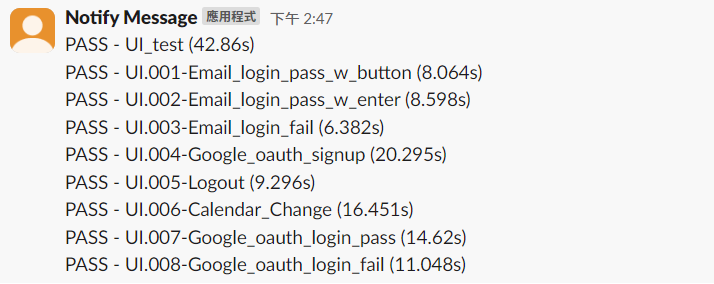 Notify Message 應用程式 下午 2:47
PASS - UI_test (42.86s)
PASS - UI.001-Email_login_pass_w_button (8.064s)
PASS - UI.002-Email_login_pass_w_enter (8.598s)
PASS - UI.003-Email_login_fail (6.382s)
PASS - UI.004-Google_oauth_signup (20.295s)
PASS - UI.005-Logout (9.296s)
PASS - UI.006-Calendar_Change (16.451s)
PASS - UI.007-Google_oauth_login_pass (14.62s)
PASS - UI.008-Google_oauth_login_fail (11.048s)